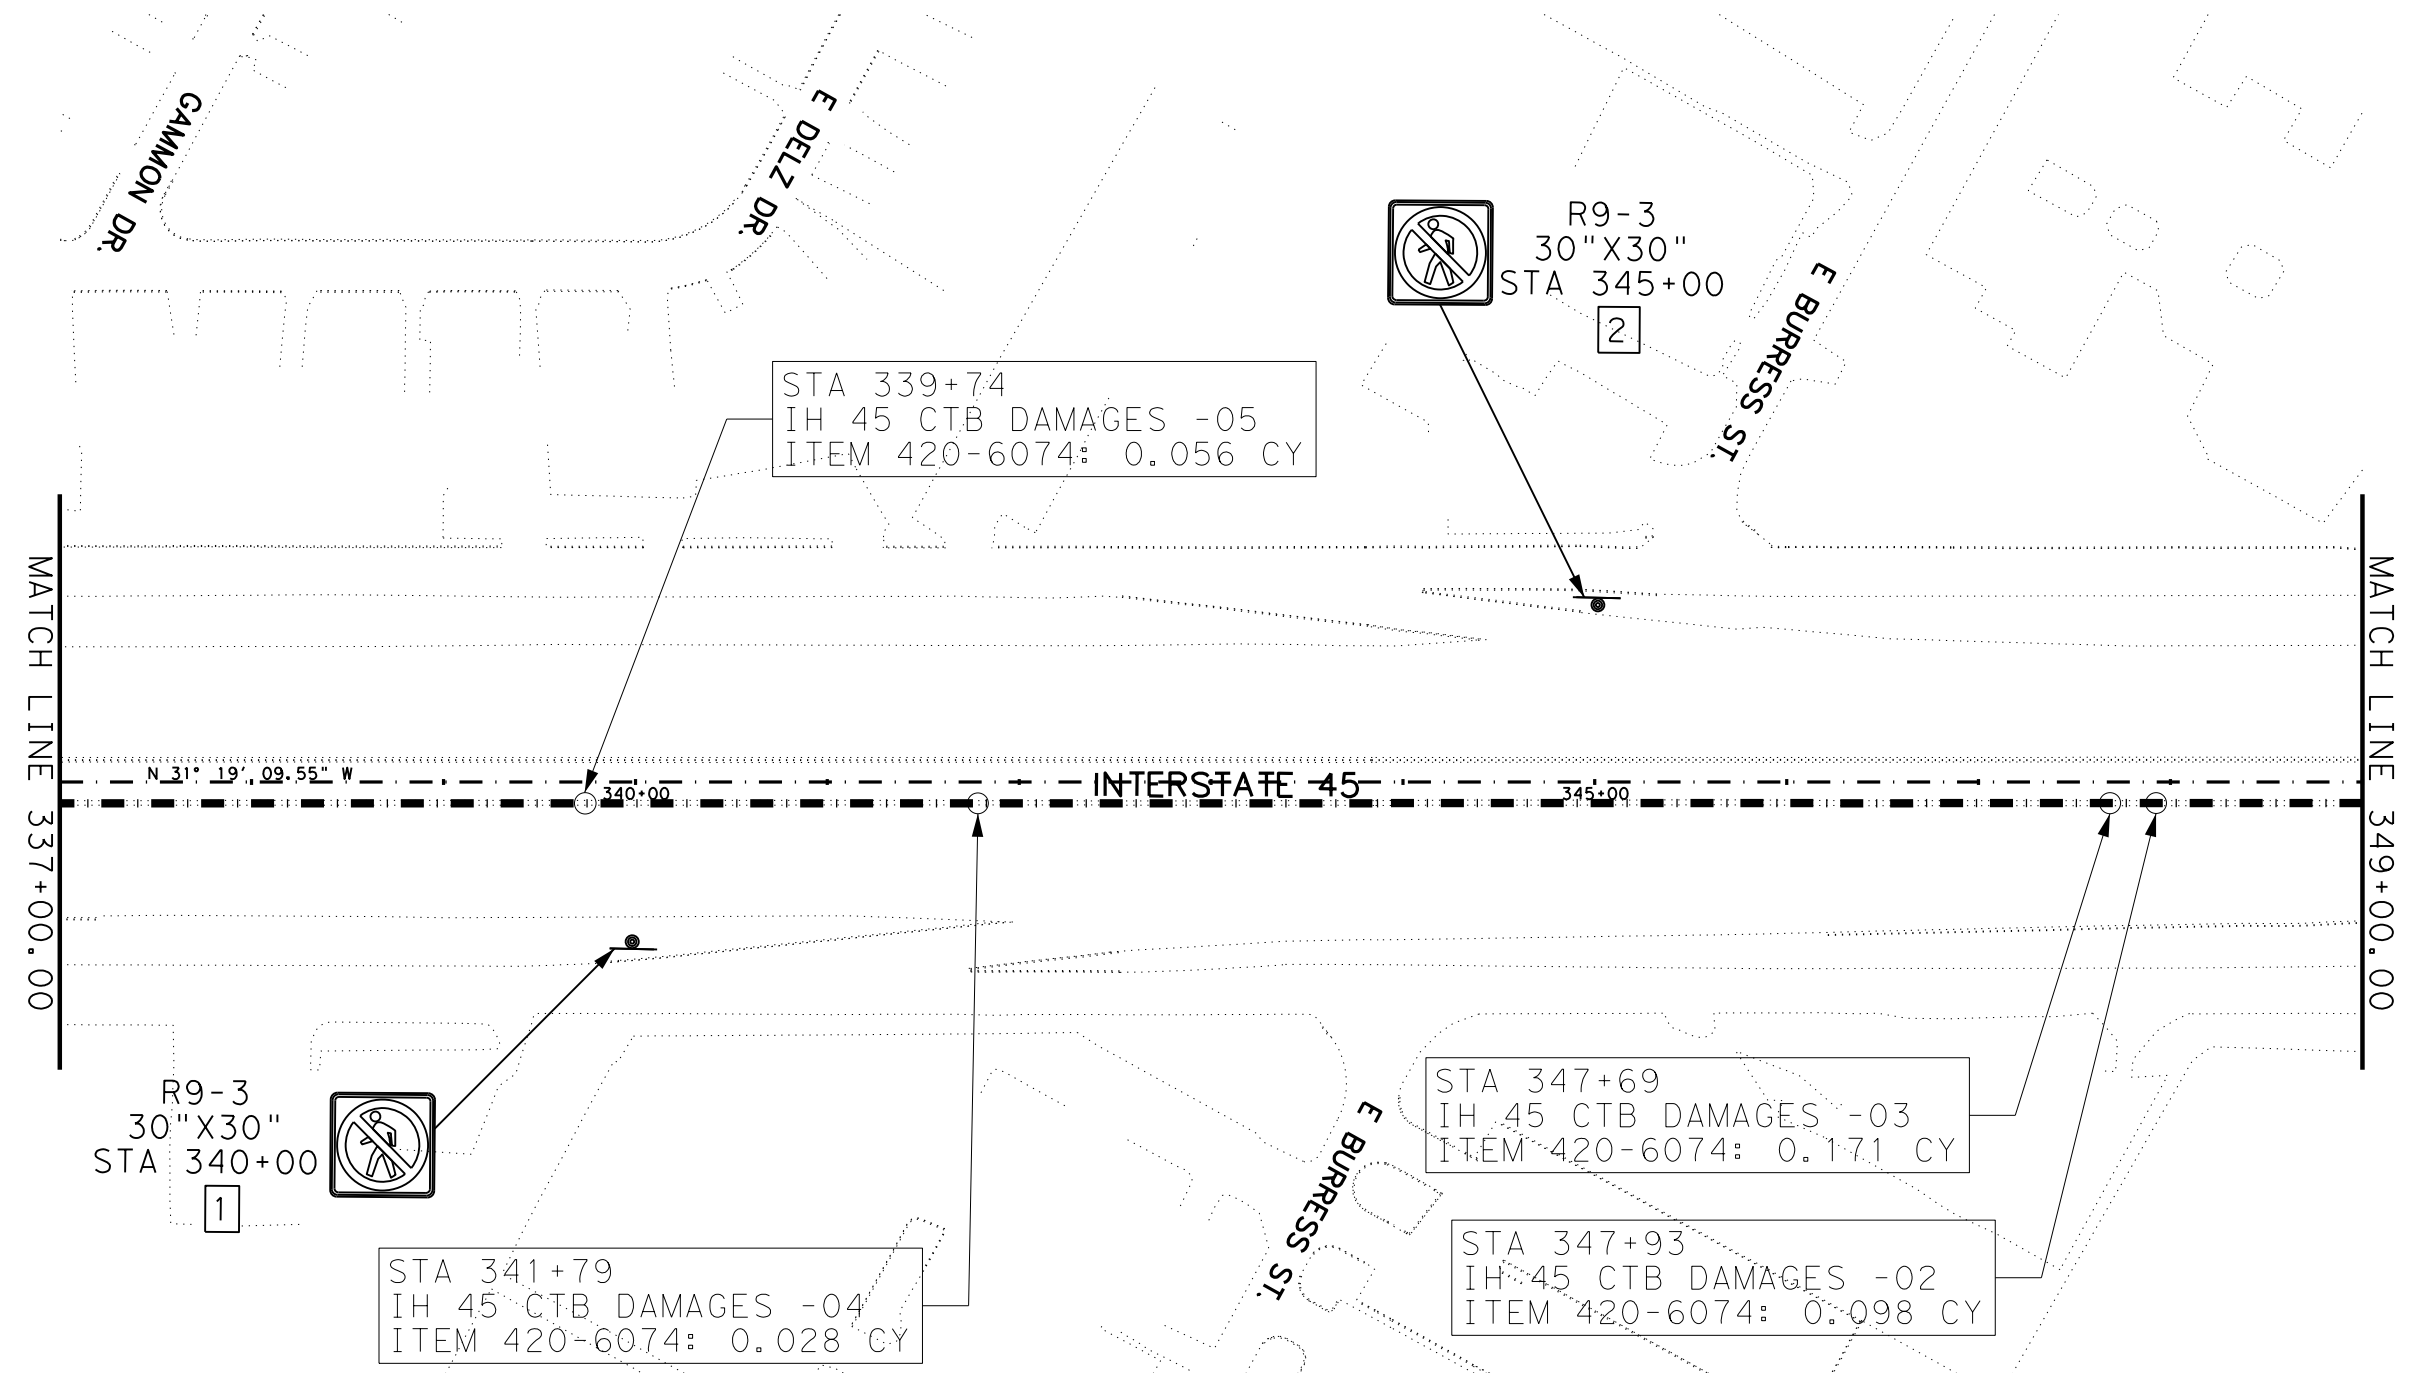 GAMMON DR.
E DELZ DR.
R9-3
30"X30"
STA 345+00
2
E BURRESS ST.
STA 339+74
IH 45 CTB DAMAGES -05
ITEM 420-6074: 0.056 CY
MATCH LINE 337+00.00
MATCH LINE 349+00.00
N 31° 19' 09.55" W
INTERSTATE 45
340+00
345+00
R9-3
30"X30"
STA 340+00
1
STA 347+69
IH 45 CTB DAMAGES -03
ITEM 420-6074: 0.171 CY
E BURRESS ST.
STA 347+93
IH 45 CTB DAMAGES -02
ITEM 420-6074: 0.098 CY
STA 341+79
IH 45 CTB DAMAGES -04
ITEM 420-6074: 0.028 CY